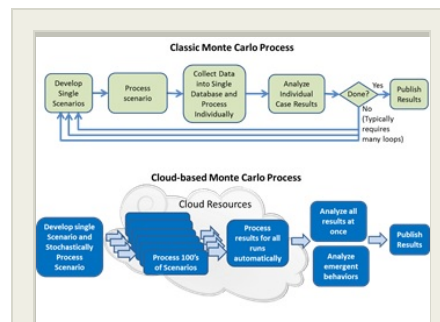 Classic Monte Carlo Process
Develop
Single
Scenarios
Process
scenario
Collect Data
into Single
Database and
Process
Individually
Analyze
Individual
Case Results
Done?
Yes
No
(Typically
requires
many loops)
Publish
Results
Cloud-based Monte Carlo Process
Cloud Resources
Develop single
Scenario and
Stochastically
Process
Scenario
Process 100's
of Scenarios
Process
results for all
runs
automatically
Analyze all
results at
once
Analyze
emergent
behaviors
Publish
Results